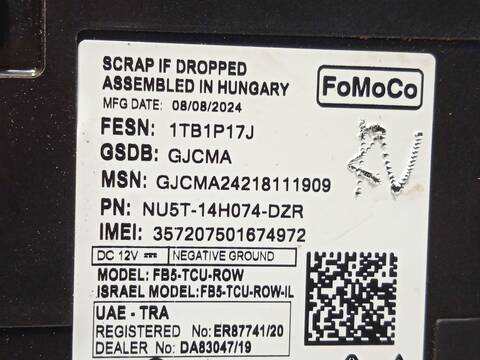 SCRAP IF DROPPED
ASSEMBLED IN HUNGARY
MFG DATE: 08/08/2024
FoMoCo
FESN: 1TB1P17J
GSDB: GJCMA
MSN: GJCMA24218111909
PN: NU5T-14H074-DZR
IMEI: 357207501674972
DC 12V NEGATIVE GROUND
MODEL: FB5-TCU-ROW
ISRAEL MODEL: FB5-TCU-ROW-IL
UAE - TRA
REGISTERED No: ER87741/20
DEALER No: DA83047/19